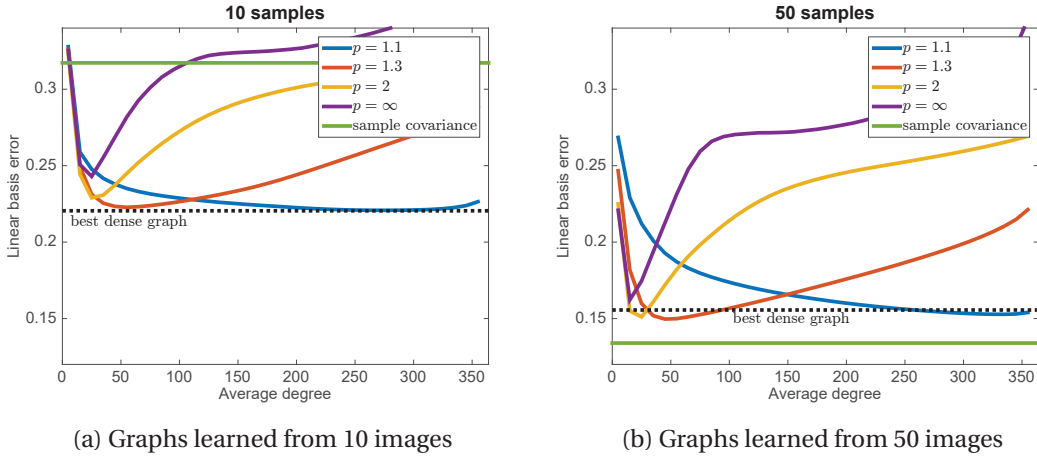 10 samples
Linear basis error
0.3
0.25
0.2
0.15
p = 1.1
p = 1.3
p = 2
p = ∞
sample covariance
best dense graph
0 50 100 150 200 250 300 350
Average degree
(a) Graphs learned from 10 images
50 samples
Linear basis error
0.3
0.25
0.2
0.15
p = 1.1
p = 1.3
p = 2
p = ∞
sample covariance
best dense graph
0 50 100 150 200 250 300 350
Average degree
(b) Graphs learned from 50 images